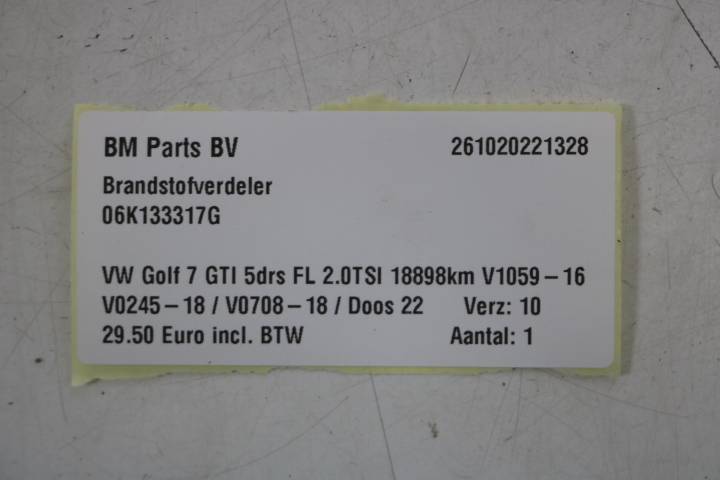 BM Parts BV 261020221328
Brandstofverdeler
06K133317G
VW Golf 7 GTI 5drs FL 2.0TSI 18898km V1059-16
V0245-18 / V0708-18 / Doos 22 Verz: 10
29.50 Euro incl. BTW Aantal: 1